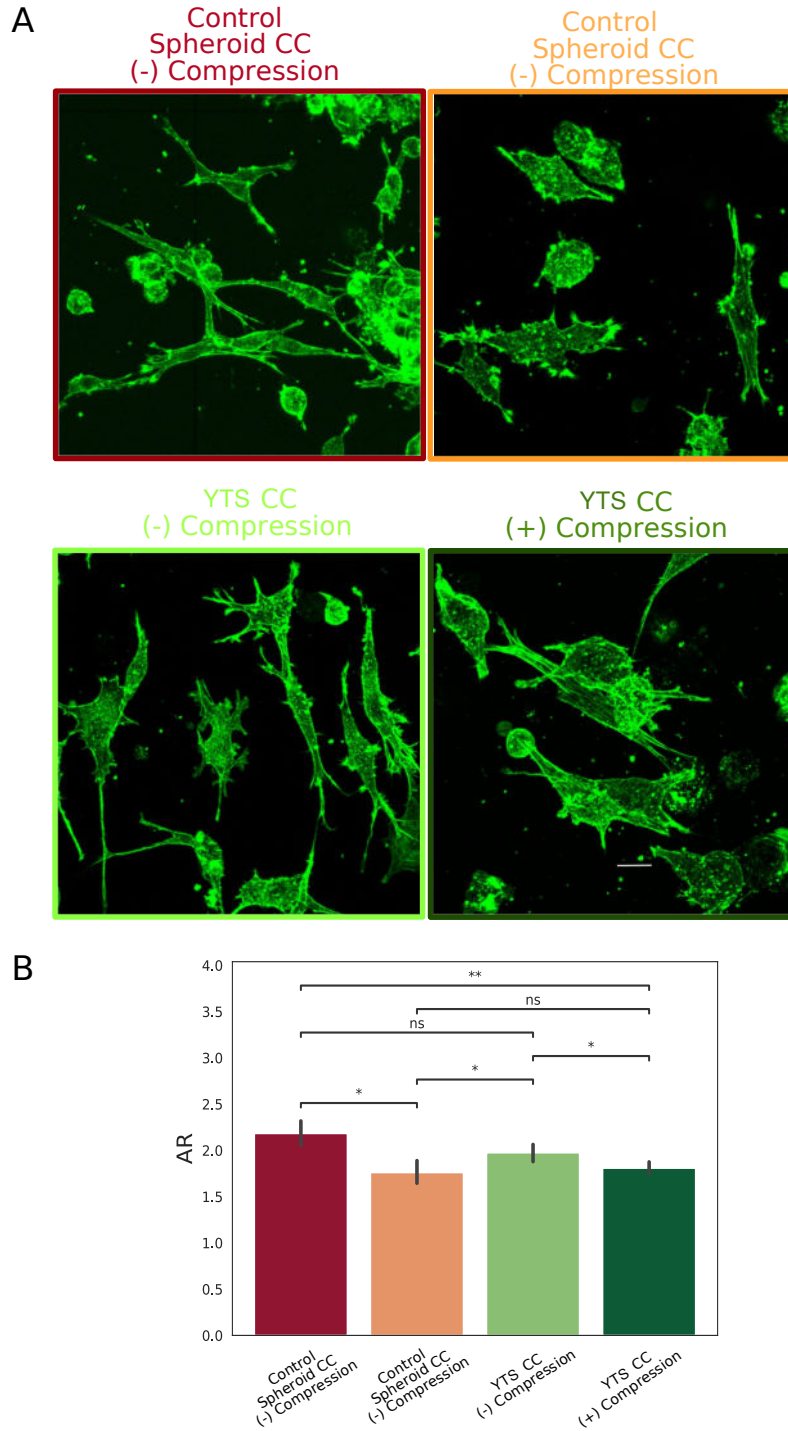 A
Control
Spheroid CC
(-) Compression
Control
Spheroid CC
(-) Compression
YTS CC
(-) Compression
YTS CC
(+) Compression
B
4.0
3.5
3.0
2.5
2.0
1.5
1.0
0.5
0.0
AR
**
ns
ns
*
*
*
Control
Spheroid CC
(-) Compression
Control
Spheroid CC
(-) Compression
YTS CC
(-) Compression
YTS CC
(+) Compression